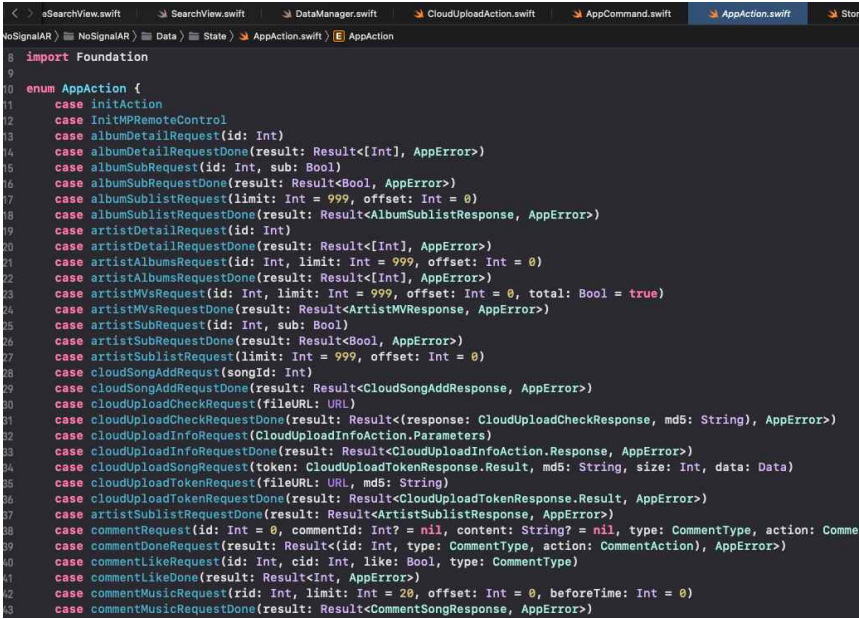 eSearchView.swift SearchView.swift DataManager.swift CloudUploadAction.swift AppCommand.swift AppAction.swift Stor
NoSignalAR 〉 NoSignalAR 〉 Data 〉 State 〉 AppAction.swift 〉 E AppAction
8 import Foundation
9
10 enum AppAction {
11     case initAction
12     case InitMPRemoteControl
13     case albumDetailRequest(id: Int)
14     case albumDetailRequestDone(result: Result<[Int], AppError>)
15     case albumSubRequest(id: Int, sub: Bool)
16     case albumSubRequestDone(result: Result<Bool, AppError>)
17     case albumSublistRequest(limit: Int = 999, offset: Int = 0)
18     case albumSublistRequestDone(result: Result<AlbumSublistResponse, AppError>)
19     case artistDetailRequest(id: Int)
20     case artistDetailRequestDone(result: Result<[Int], AppError>)
21     case artistAlbumsRequest(id: Int, limit: Int = 999, offset: Int = 0)
22     case artistAlbumsRequestDone(result: Result<[Int], AppError>)
23     case artistMVsRequest(id: Int, limit: Int = 999, offset: Int = 0, total: Bool = true)
24     case artistMVsRequestDone(result: Result<ArtistMVResponse, AppError>)
25     case artistSubRequest(id: Int, sub: Bool)
26     case artistSubRequestDone(result: Result<Bool, AppError>)
27     case artistSublistRequest(limit: Int = 999, offset: Int = 0)
28     case cloudSongAddRequst(songId: Int)
29     case cloudSongAddRequstDone(result: Result<CloudSongAddResponse, AppError>)
30     case cloudUploadCheckRequest(fileURL: URL)
31     case cloudUploadCheckRequestDone(result: Result<(response: CloudUploadCheckResponse, md5: String), AppError>)
32     case cloudUploadInfoRequest(CloudUploadInfoAction.Parameters)
33     case cloudUploadInfoRequestDone(result: Result<CloudUploadInfoAction.Response, AppError>)
34     case cloudUploadSongRequest(token: CloudUploadTokenResponse.Result, md5: String, size: Int, data: Data)
35     case cloudUploadTokenRequest(fileURL: URL, md5: String)
36     case cloudUploadTokenRequestDone(result: Result<CloudUploadTokenResponse.Result, AppError>)
37     case artistSublistRequestDone(result: Result<ArtistSublistResponse, AppError>)
38     case commentRequest(id: Int = 0, commentId: Int? = nil, content: String? = nil, type: CommentType, action: Comme
39     case commentDoneRequest(result: Result<(id: Int, type: CommentType, action: CommentAction), AppError>)
40     case commentLikeRequest(id: Int, cid: Int, like: Bool, type: CommentType)
41     case commentLikeDone(result: Result<Int, AppError>)
42     case commentMusicRequest(rid: Int, limit: Int = 20, offset: Int = 0, beforeTime: Int = 0)
43     case commentMusicRequestDone(result: Result<CommentSongResponse, AppError>)